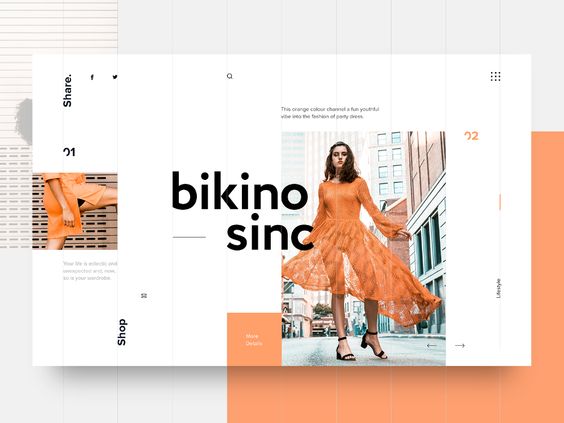 Share.
This orange colour channel a fun youthful
vibe into the fashion of party dress.
01
02
bikino
sinc
Your life is eclectic and
unexpected and, now,
so is your wardrobe.
Lifestyle
Shop
More
Details